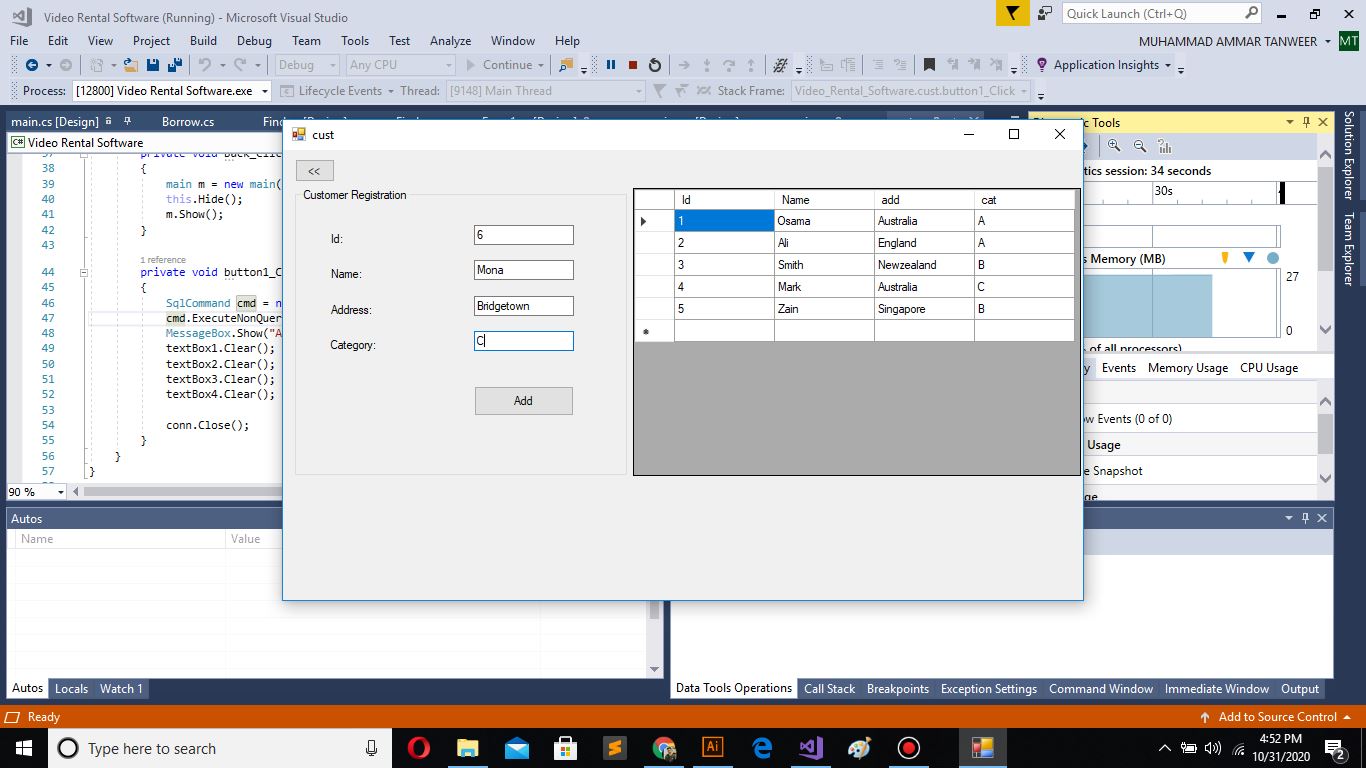 Video Rental Software (Running) - Microsoft Visual Studio
Quick Launch (Ctrl+Q)
File Edit View Project Build Debug Team Tools Test Analyze Window Help
MUHAMMAD AMMAR TANWEER MT
Debug Any CPU Continue Application Insights
Process: [12800] Video Rental Software.exe Lifecycle Events Thread: [9148] Main Thread Stack Frame: Video_Rental_Software.cust.button1_Click
main.cs [Design] Borrow.cs
Tools
C# Video Rental Software
37 private void Back_Clic
38 {
39 main m = new main(
40 this.Hide();
41 m.Show();
42 }
43
1 reference
44 private void button1_C
45 {
46 SqlCommand cmd = n
47 cmd.ExecuteNonQuer
48 MessageBox.Show("A
49 textBox1.Clear();
50 textBox2.Clear();
51 textBox3.Clear();
52 textBox4.Clear();
53
54 conn.Close();
55 }
56 }
57 }
90 %
cust
<<
Customer Registration
Id: 6
Name: Mona
Address: Bridgetown
Category: C
Add
Id Name add cat
1 Osama Australia A
2 Ali England A
3 Smith Newzealand B
4 Mark Australia C
5 Zain Singapore B
tics session: 34 seconds
30s
s Memory (MB)
27
0
of all processors)
y Events Memory Usage CPU Usage
ow Events (0 of 0)
Usage
e Snapshot
Solution Explorer
Team Explorer
Autos
Name Value
Autos Locals Watch 1
Data Tools Operations Call Stack Breakpoints Exception Settings Command Window Immediate Window Output
Ready
Add to Source Control
Type here to search
Ai
4:52 PM
10/31/2020
2